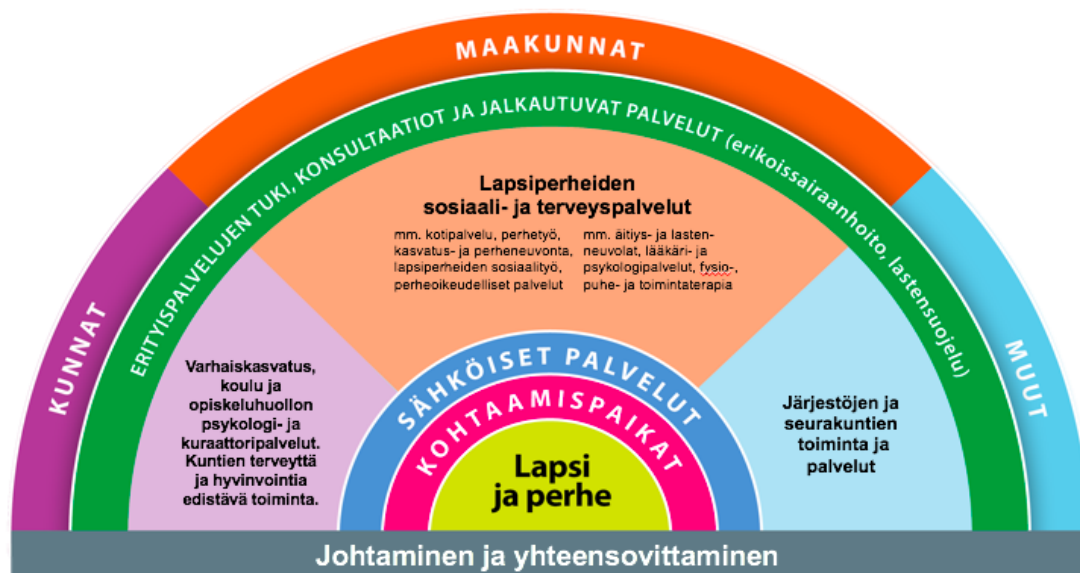 MAAKUNNAT
KUNNAT
MUUT
ERITYISPALVELUJEN TUKI, KONSULTAATIOT JA JALKAUTUVAT PALVELUT (erikoissairaanhoito, lastensuojelu)
Lapsiperheiden
sosiaali- ja terveyspalvelut
mm. kotipalvelu, perhetyö,
kasvatus- ja perheneuvonta,
lapsiperheiden sosiaalityö,
perheoikeudelliset palvelut
mm. äitiys- ja lasten-
neuvolat, lääkäri- ja
psykologipalvelut, fysio-,
puhe- ja toimintaterapia
Varhaiskasvatus,
koulu ja
opiskeluhuollon
psykologi- ja
kuraattoripalvelut.
Kuntien terveyttä
ja hyvinvointia
edistävä toiminta.
Järjestöjen ja
seurakuntien
toiminta ja
palvelut
SÄHKÖISET PALVELUT
KOHTAAMISPAIKAT
Lapsi
ja perhe
Johtaminen ja yhteensovittaminen